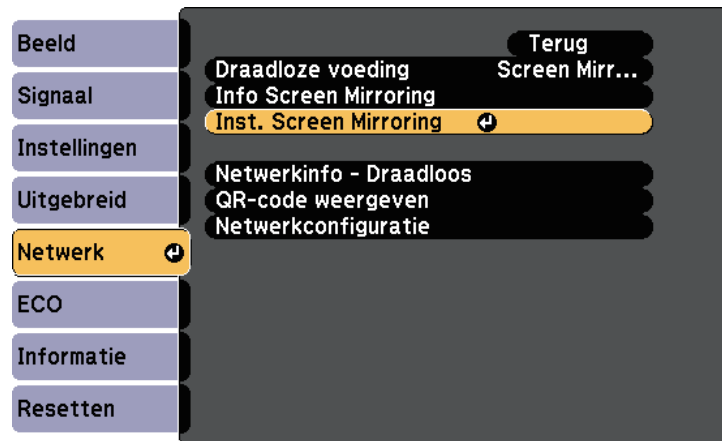 Beeld
Signaal
Instellingen
Uitgebreid
Netwerk
ECO
Informatie
Resetten
Terug
Draadloze voeding Screen Mirr...
Info Screen Mirroring
Inst. Screen Mirroring
Netwerkinfo - Draadloos
QR-code weergeven
Netwerkconfiguratie